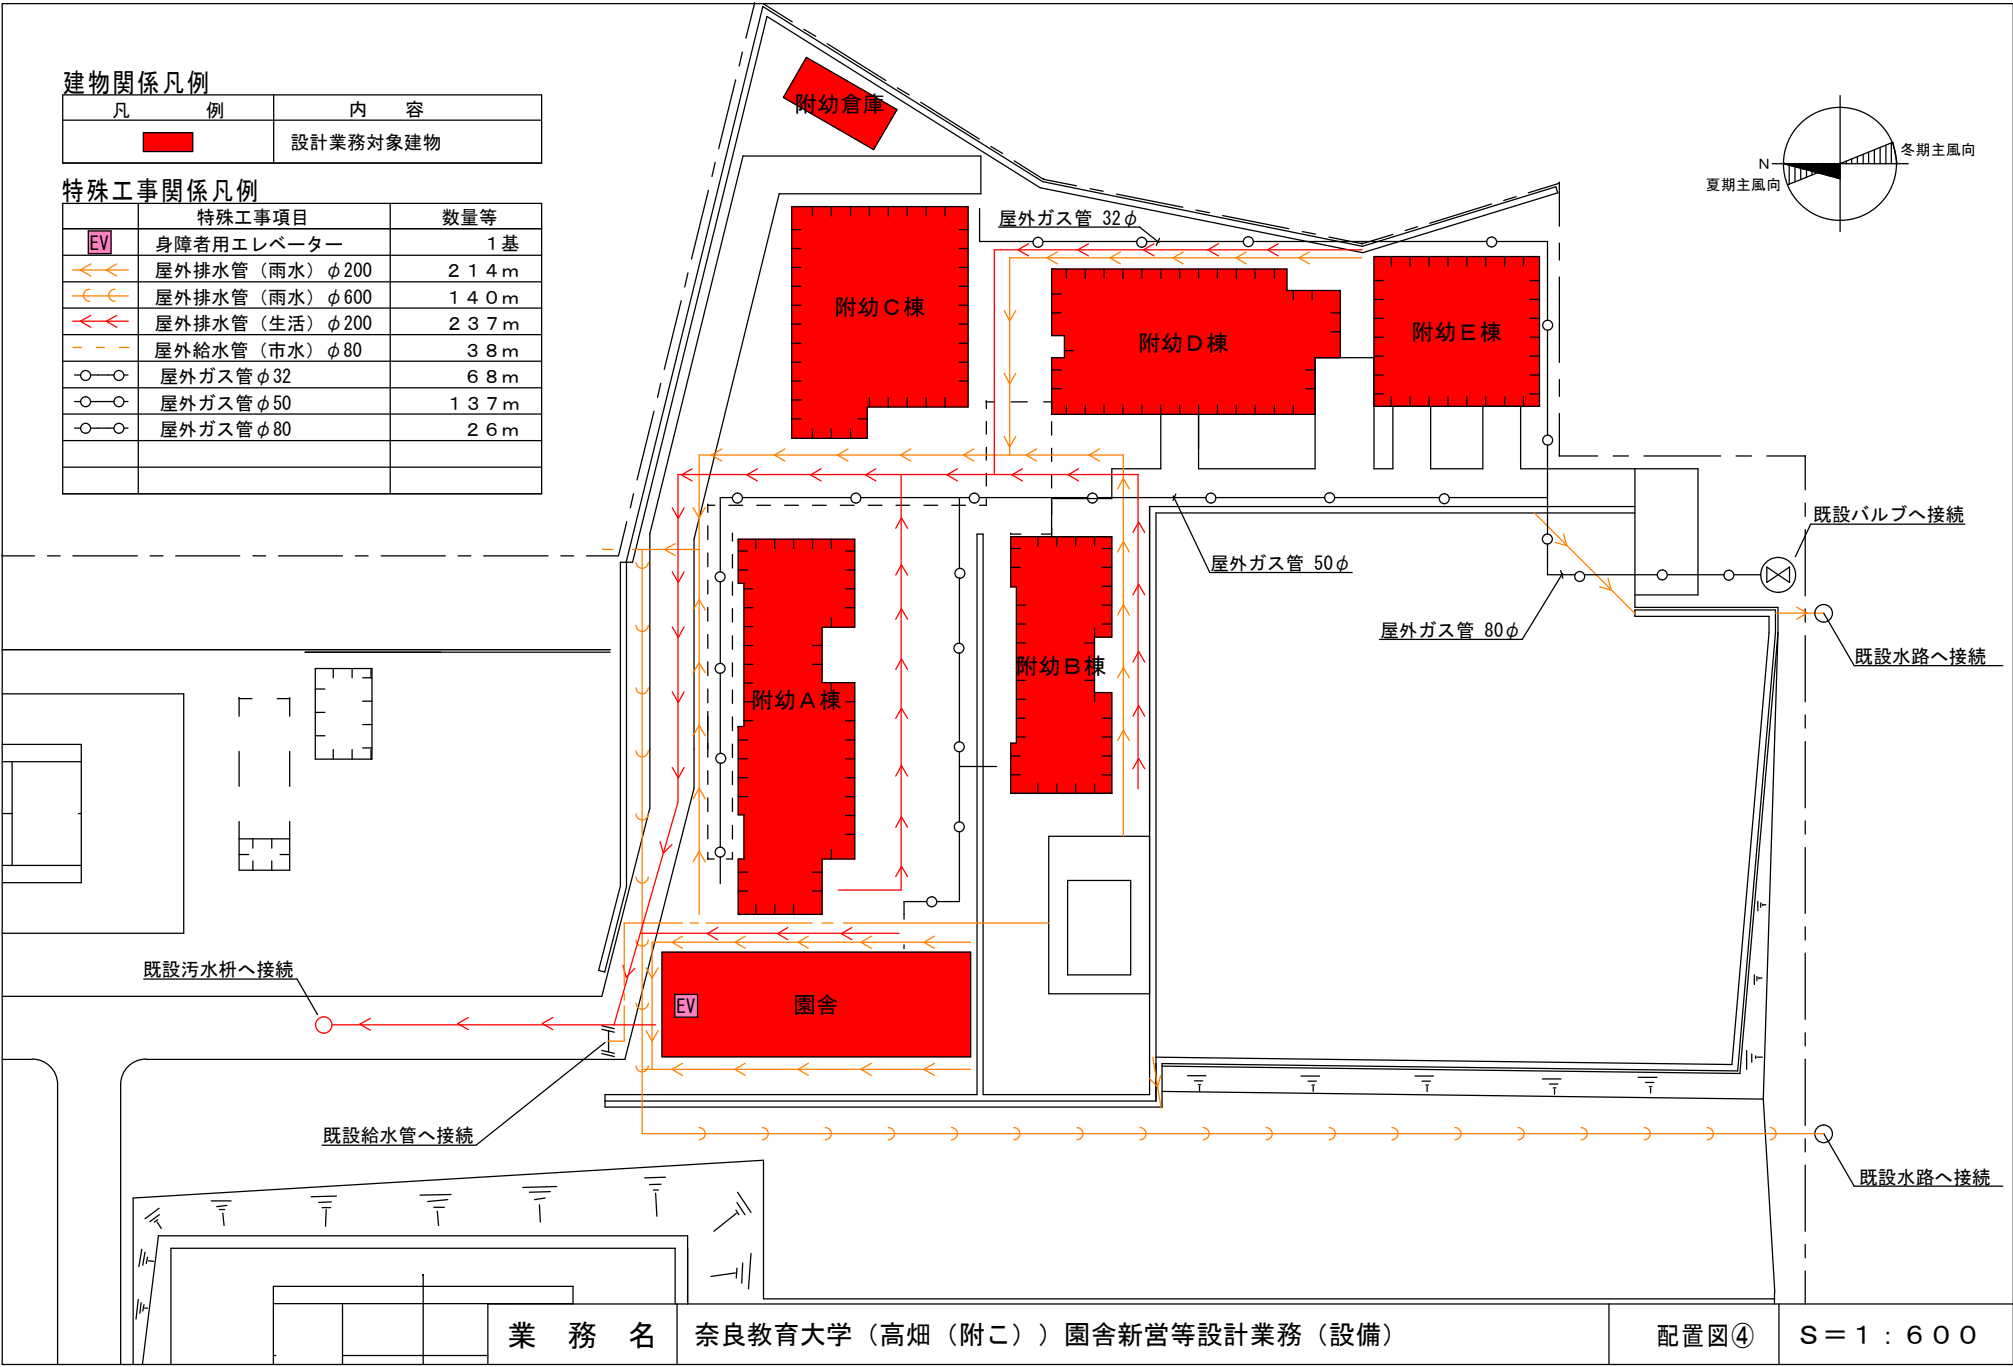 建物関係凡例
凡　例　内　容
設計業務対象建物
特殊工事関係凡例
特殊工事項目　数量等
EV　身障者用エレベーター　１基
屋外排水管（雨水）φ200　２１４ｍ
屋外排水管（雨水）φ600　１４０ｍ
屋外排水管（生活）φ200　２３７ｍ
屋外給水管（市水）φ80　３８ｍ
屋外ガス管φ32　６８ｍ
屋外ガス管φ50　１３７ｍ
屋外ガス管φ80　２６ｍ
附幼倉庫
N
冬期主風向
夏期主風向
屋外ガス管 32φ
附幼Ｃ棟
附幼Ｄ棟
附幼Ｅ棟
既設バルブへ接続
屋外ガス管 50φ
屋外ガス管 80φ
既設水路へ接続
附幼Ｂ棟
附幼Ａ棟
既設汚水枡へ接続
EV
園舎
既設給水管へ接続
既設水路へ接続
業　務　名　奈良教育大学（高畑（附こ））園舎新営等設計業務（設備）　配置図④　Ｓ＝１：６００